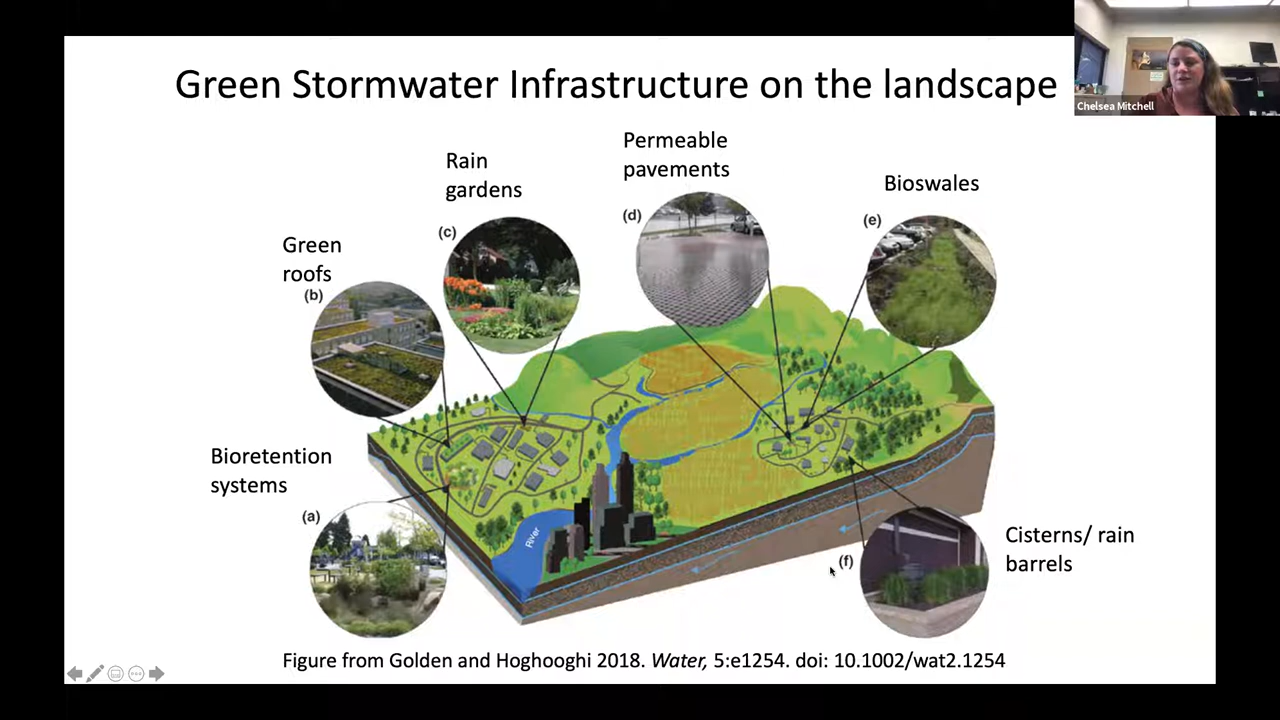 Green Stormwater Infrastructure on the landscape
Chelsea Mitchell
Permeable
pavements
(d)
Rain
gardens
(c)
Bioswales
(e)
Green
roofs
(b)
Bioretention
systems
(a)
River
Cisterns/ rain
barrels
(f)
Figure from Golden and Hoghooghi 2018. Water, 5:e1254. doi: 10.1002/wat2.1254